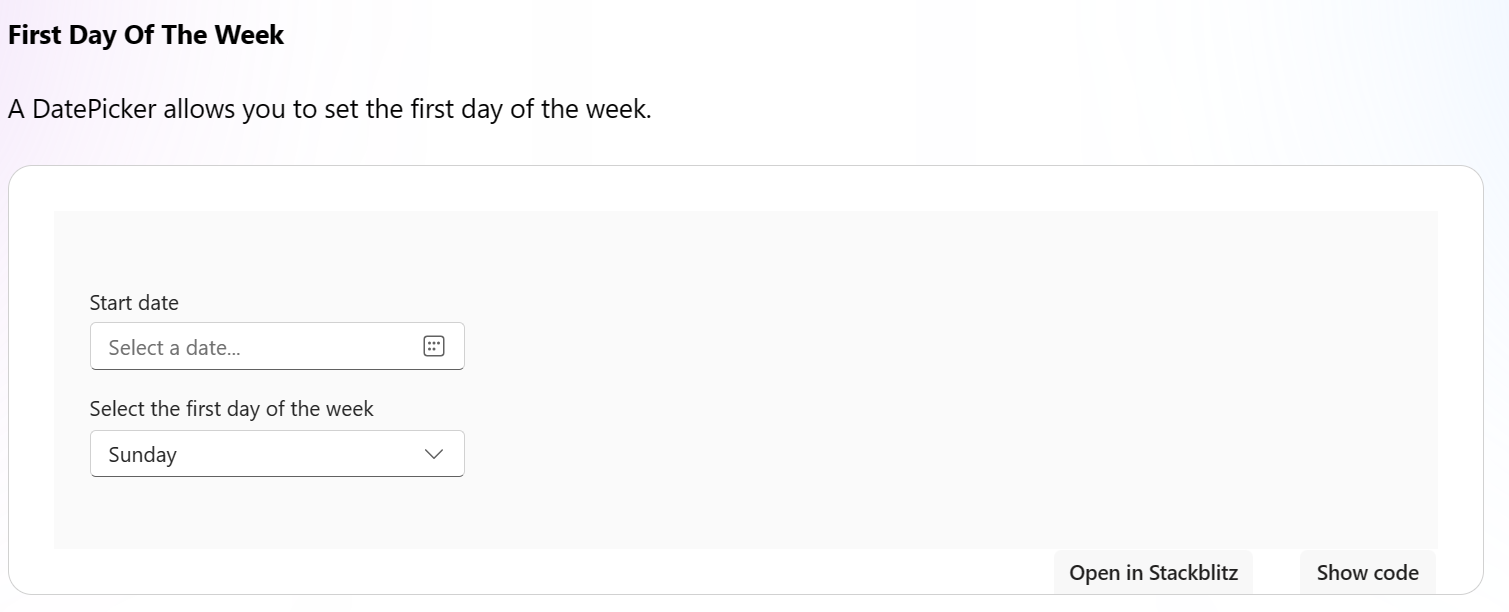 First Day Of The Week
A DatePicker allows you to set the first day of the week.
Start date
Select a date...
Select the first day of the week
Sunday
Open in Stackblitz
Show code